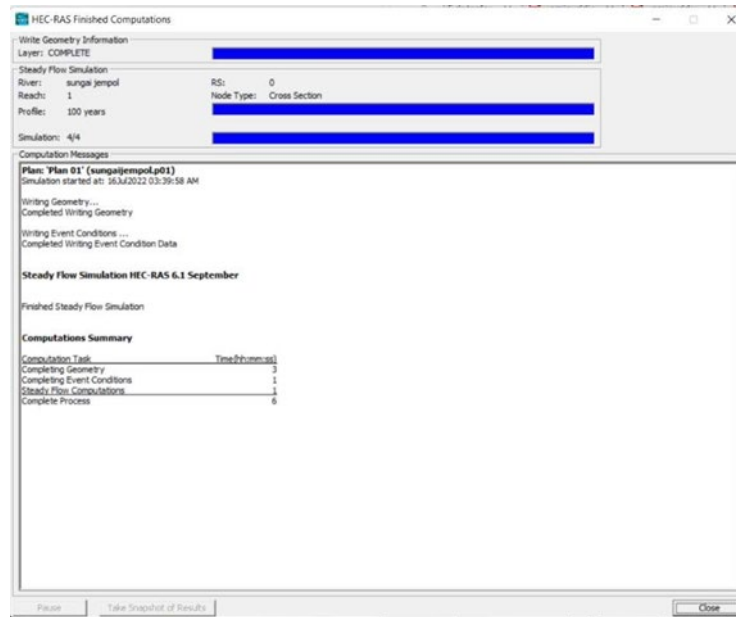 HEC-RAS Finished Computations
Write Geometry Information
Layer: COMPLETE
Steady Flow Simulation
River: sungai jempol RS: 0
Reach: 1 Node Type: Cross Section
Profile: 100 years
Simulation: 4/4
Computation Messages
Plan: 'Plan 01' (sungaijempol.p01)
Simulation started at: 16Jul2022 03:39:58 AM
Writing Geometry...
Completed Writing Geometry
Writing Event Conditions ...
Completed Writing Event Condition Data
Steady Flow Simulation HEC-RAS 6.1 September
Finished Steady Flow Simulation
Computations Summary
Computation Task Time(hh:mm:ss)
Completing Geometry 3
Completing Event Conditions 1
Steady Flow Computations 1
Complete Process 6
Pause Take Snapshot of Results Close